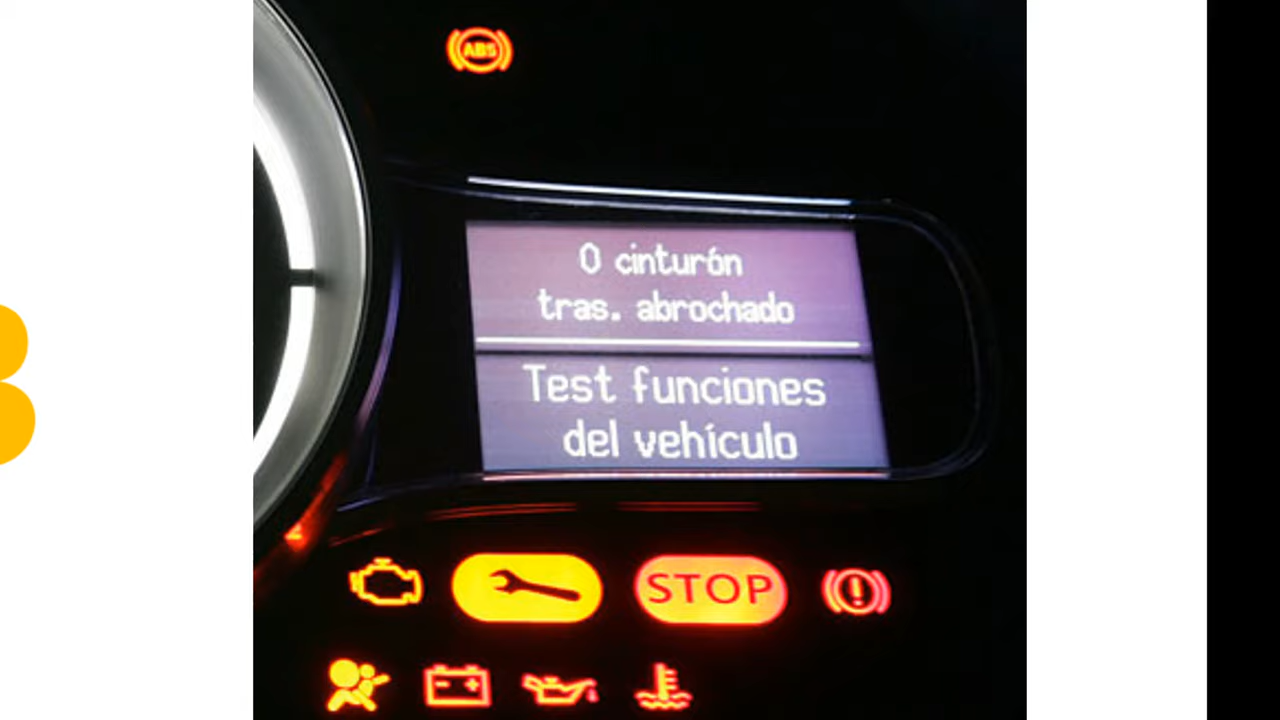 ABS
0 cinturón
tras. abrochado
Test funciones
del vehículo
STOP